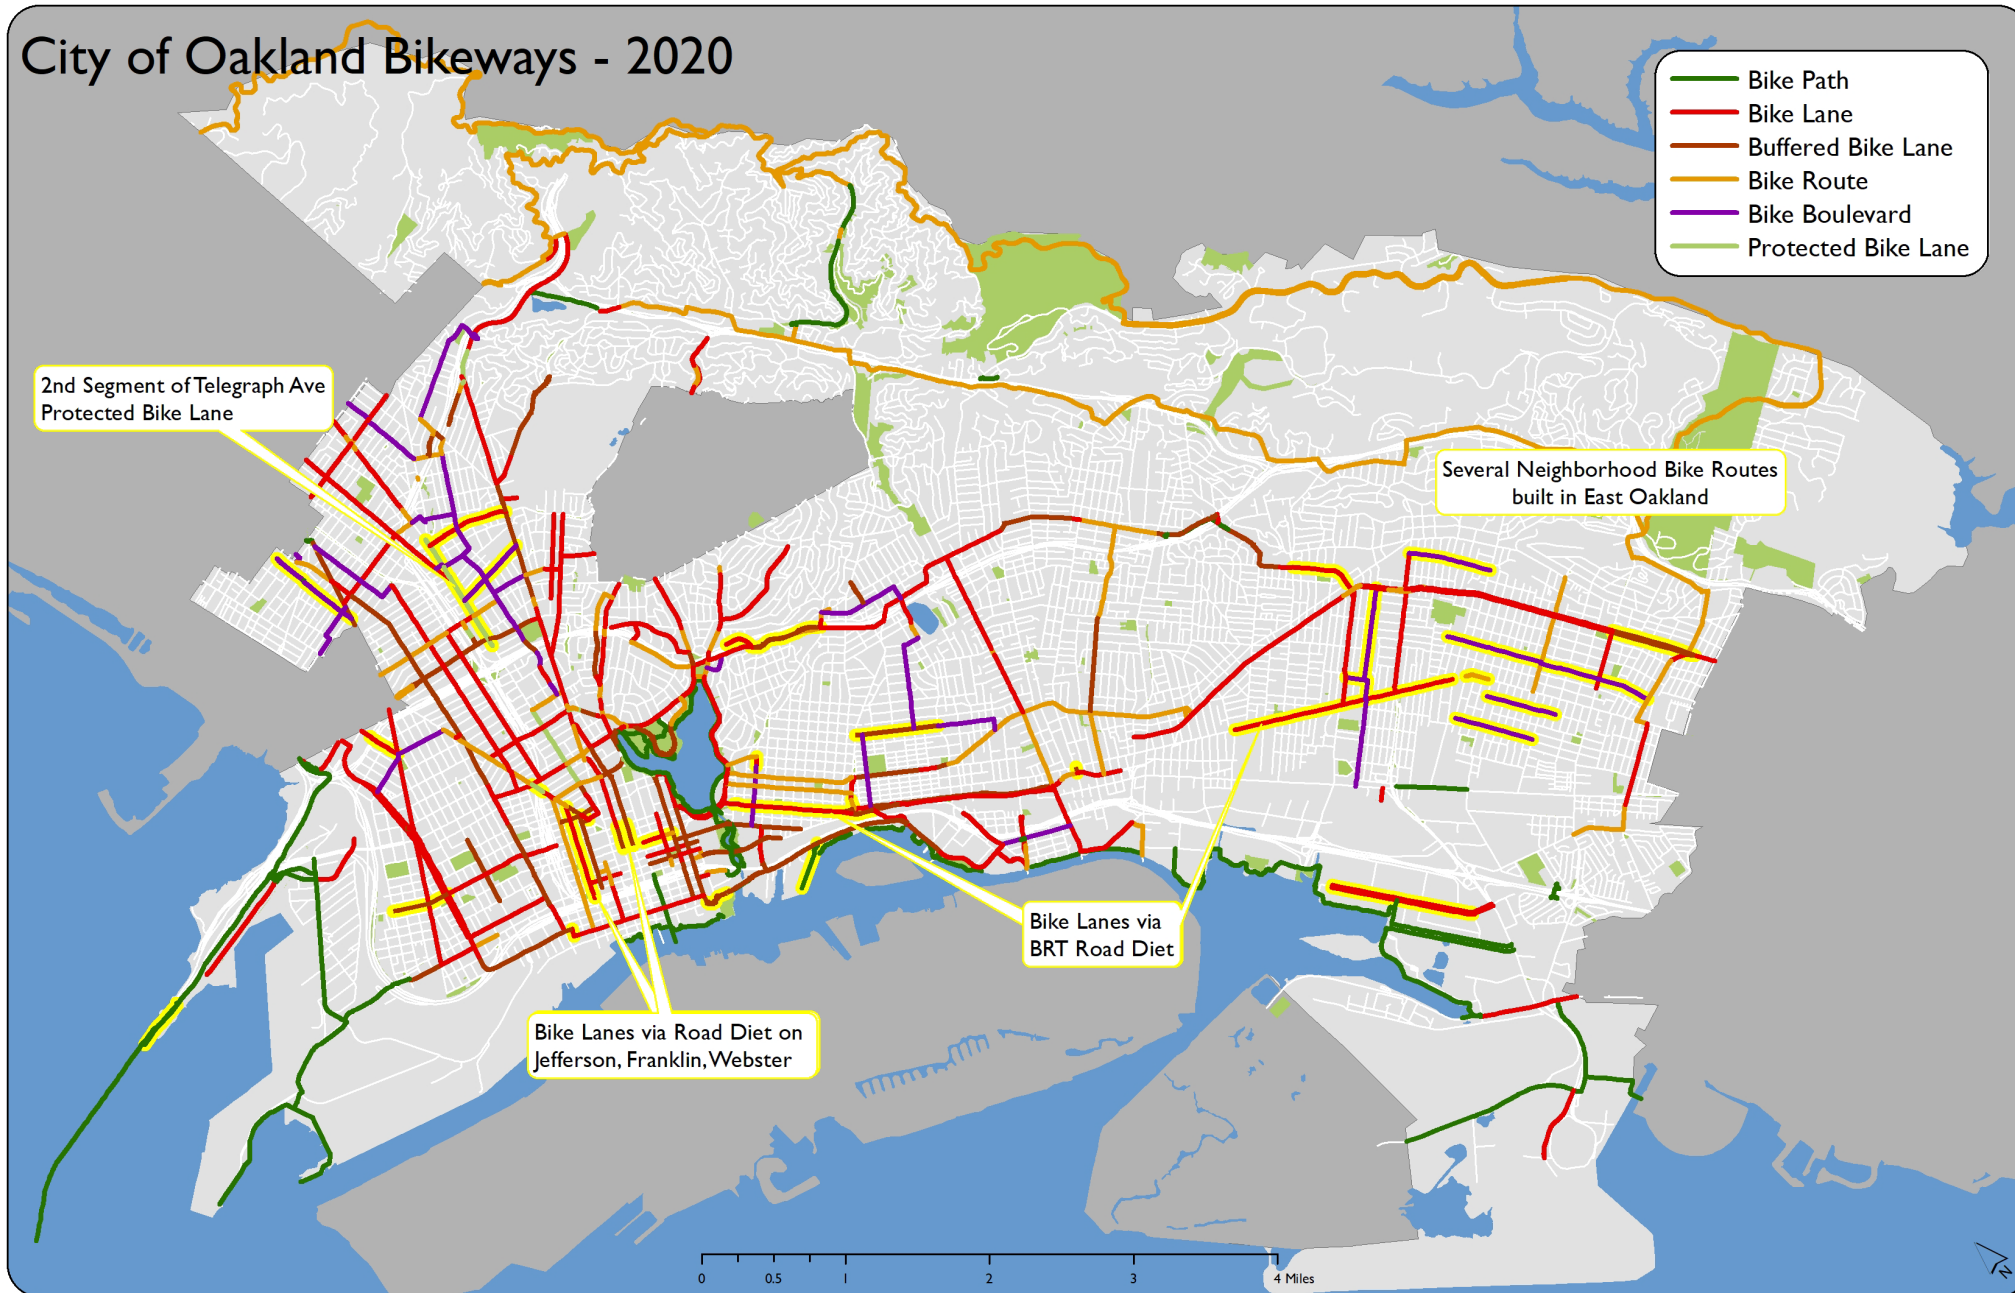 City of Oakland Bikeways - 2020
Bike Path
Bike Lane
Buffered Bike Lane
Bike Route
Bike Boulevard
Protected Bike Lane
2nd Segment of Telegraph Ave
Protected Bike Lane
Several Neighborhood Bike Routes
built in East Oakland
Bike Lanes via
BRT Road Diet
Bike Lanes via Road Diet on
Jefferson, Franklin, Webster
0 0.5 1 2 3 4 Miles
N